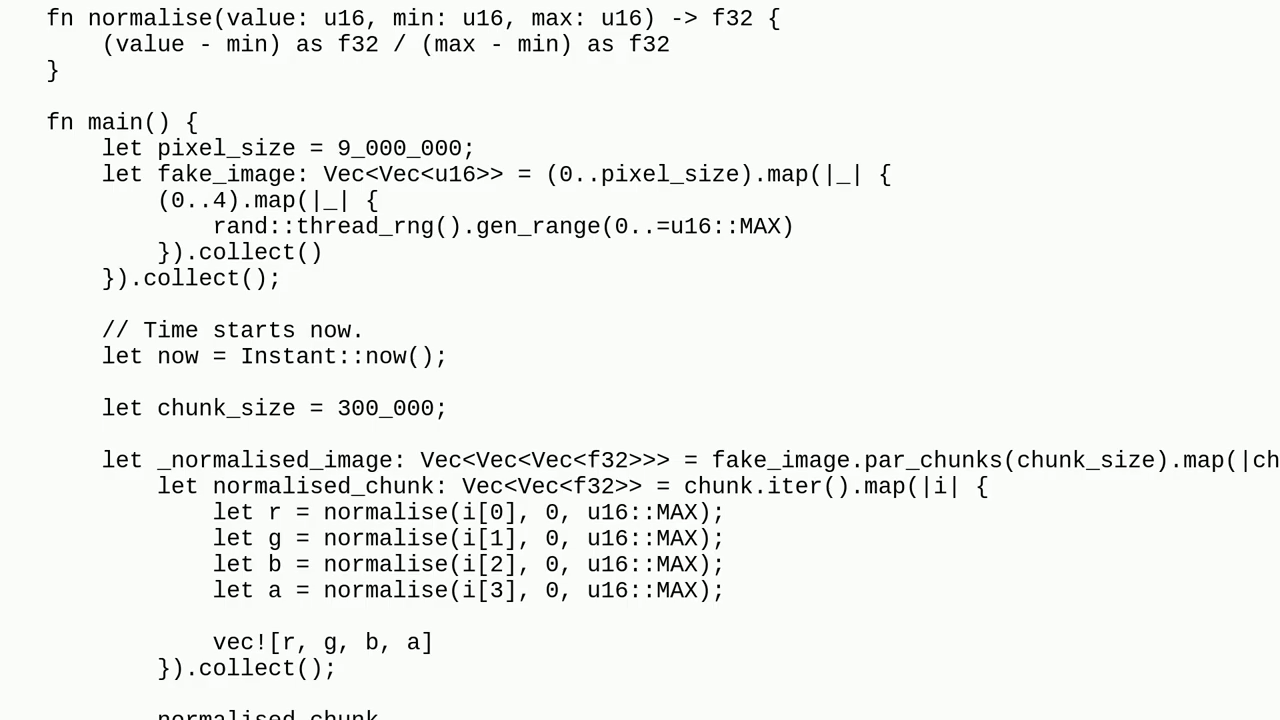 fn normalise(value: u16, min: u16, max: u16) -> f32 {
    (value - min) as f32 / (max - min) as f32
}

fn main() {
    let pixel_size = 9_000_000;
    let fake_image: Vec<Vec<u16>> = (0..pixel_size).map(|_| {
        (0..4).map(|_| {
            rand::thread_rng().gen_range(0..=u16::MAX)
        }).collect()
    }).collect();

    // Time starts now.
    let now = Instant::now();

    let chunk_size = 300_000;

    let _normalised_image: Vec<Vec<Vec<f32>>> = fake_image.par_chunks(chunk_size).map(|ch
        let normalised_chunk: Vec<Vec<f32>> = chunk.iter().map(|i| {
            let r = normalise(i[0], 0, u16::MAX);
            let g = normalise(i[1], 0, u16::MAX);
            let b = normalise(i[2], 0, u16::MAX);
            let a = normalise(i[3], 0, u16::MAX);

            vec![r, g, b, a]
        }).collect();

        normalised_chunk